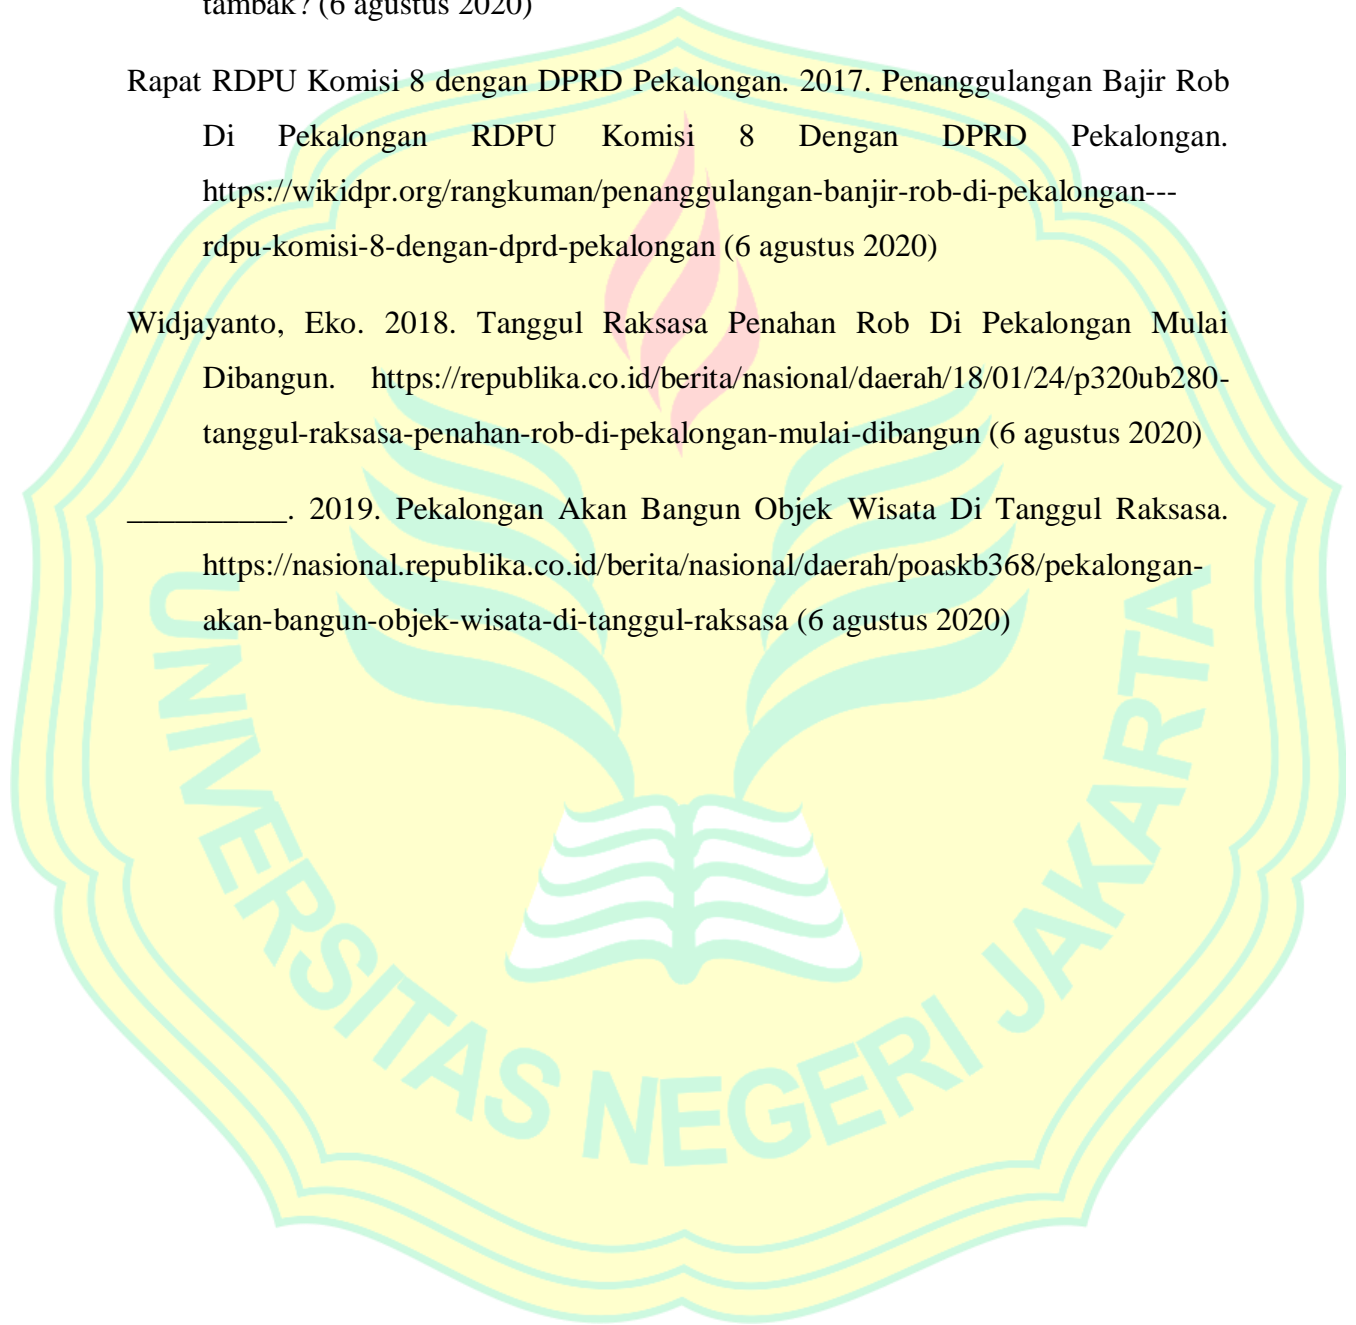 tambak? (6 agustus 2020)
Rapat RDPU Komisi 8 dengan DPRD Pekalongan. 2017. Penanggulangan Bajir Rob
Di Pekalongan RDPU Komisi 8 Dengan DPRD Pekalongan.
https://wikidpr.org/rangkuman/penanggulangan-banjir-rob-di-pekalongan---
rdpu-komisi-8-dengan-dprd-pekalongan (6 agustus 2020)
Widjayanto, Eko. 2018. Tanggul Raksasa Penahan Rob Di Pekalongan Mulai
Dibangun. https://republika.co.id/berita/nasional/daerah/18/01/24/p320ub280-
tanggul-raksasa-penahan-rob-di-pekalongan-mulai-dibangun (6 agustus 2020)
__________. 2019. Pekalongan Akan Bangun Objek Wisata Di Tanggul Raksasa.
https://nasional.republika.co.id/berita/nasional/daerah/poaskb368/pekalongan-
akan-bangun-objek-wisata-di-tanggul-raksasa (6 agustus 2020)
UNIVERSITAS NEGERI JAKARTA